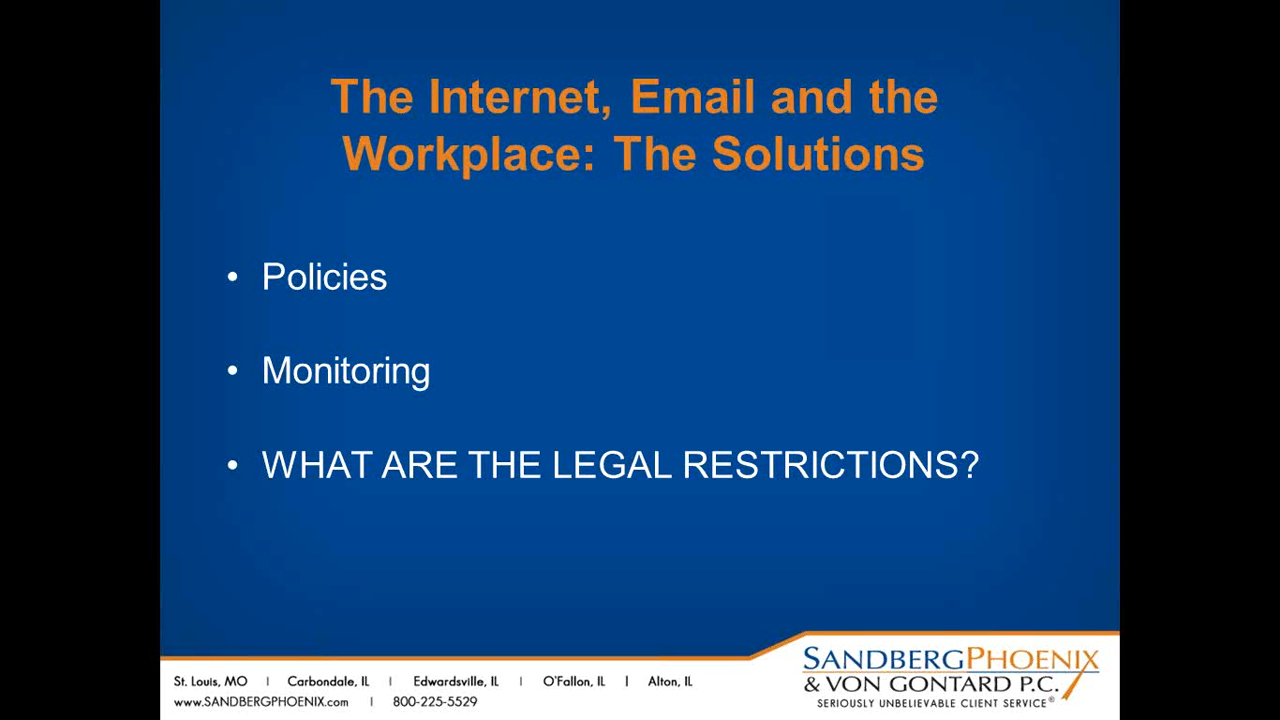 The Internet, Email and the
Workplace: The Solutions
• Policies
• Monitoring
• WHAT ARE THE LEGAL RESTRICTIONS?
St. Louis, MO | Carbondale, IL | Edwardsville, IL | O'Fallon, IL | Alton, IL
www.SANDBERGPHOENIX.com | 800-225-5529
SANDBERGPHOENIX
& VON GONTARD P.C.
SERIOUSLY UNBELIEVABLE CLIENT SERVICE®